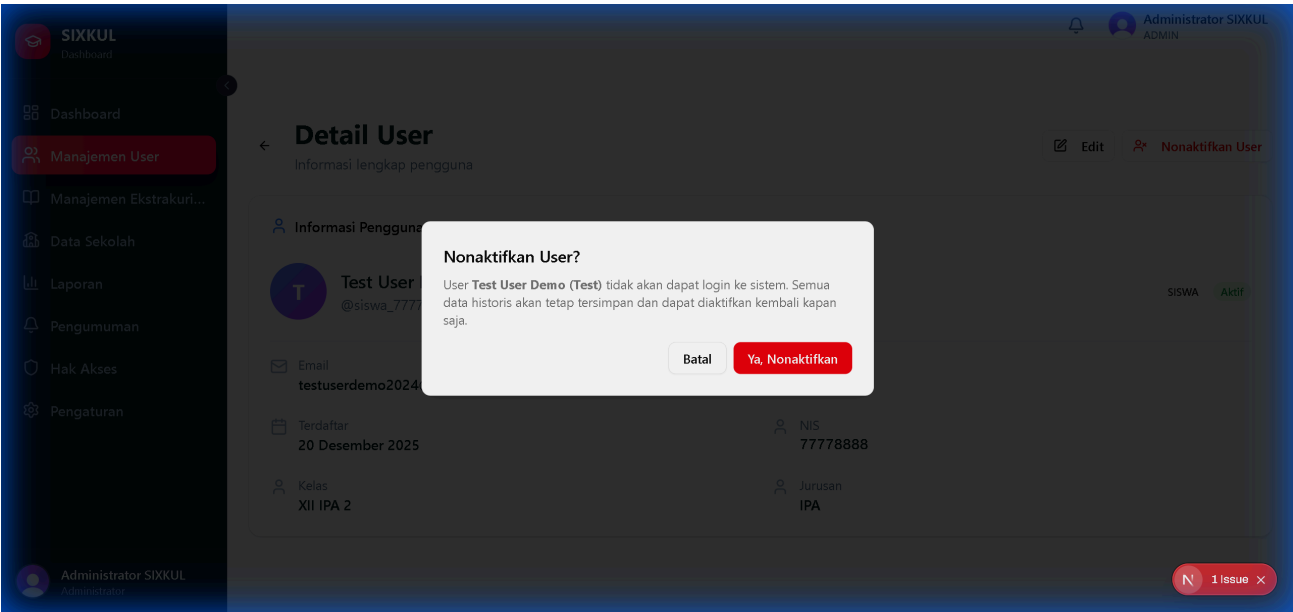 SIXKUL
Dashboard
Administrator SIXKUL
ADMIN
Dashboard
Manajemen User
Manajemen Ekstrakuri...
Data Sekolah
Laporan
Pengumuman
Hak Akses
Pengaturan
Administrator SIXKUL
Administrator
Detail User
Informasi lengkap pengguna
Edit
Nonaktifkan User
Informasi Pengguna
T
Test User
@siswa_7777
SISWA
Aktif
Email
testuserdemo2024
Terdaftar
20 Desember 2025
NIS
77778888
Kelas
XII IPA 2
Jurusan
IPA
Nonaktifkan User?
User Test User Demo (Test) tidak akan dapat login ke sistem. Semua
data historis akan tetap tersimpan dan dapat diaktifkan kembali kapan
saja.
Batal
Ya, Nonaktifkan
N
1 Issue